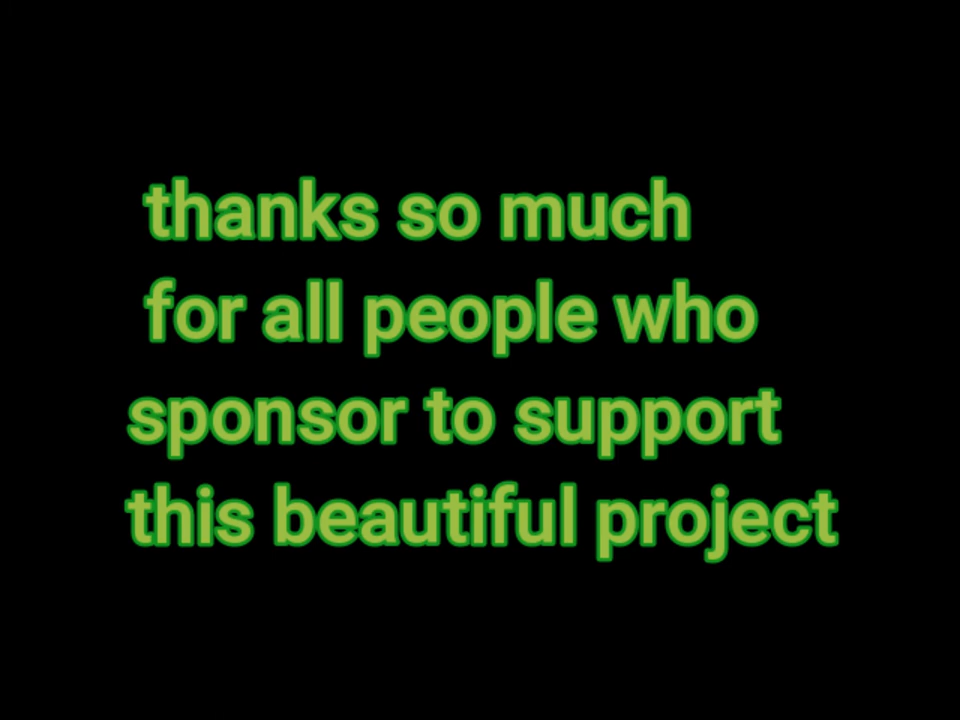 thanks so much
for all people who
sponsor to support
this beautiful project